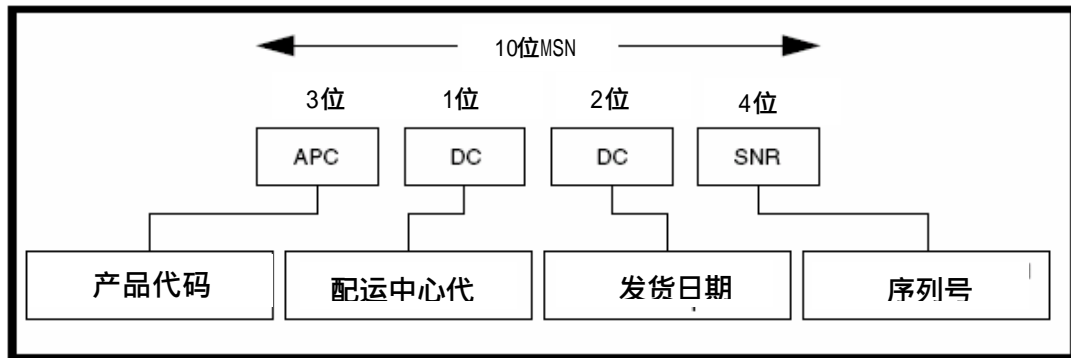 10位MSN
3位 1位 2位 4位
APC DC DC SNR
产品代码 配运中心代 发货日期 序列号